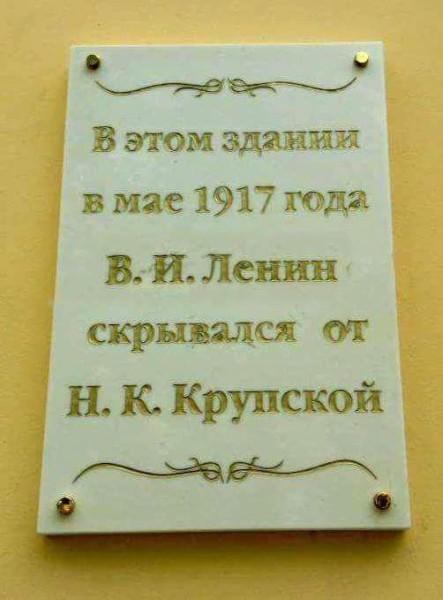 В этом здании
в мае 1917 года
В. И. Ленин
скрывался от
Н. К. Крупской